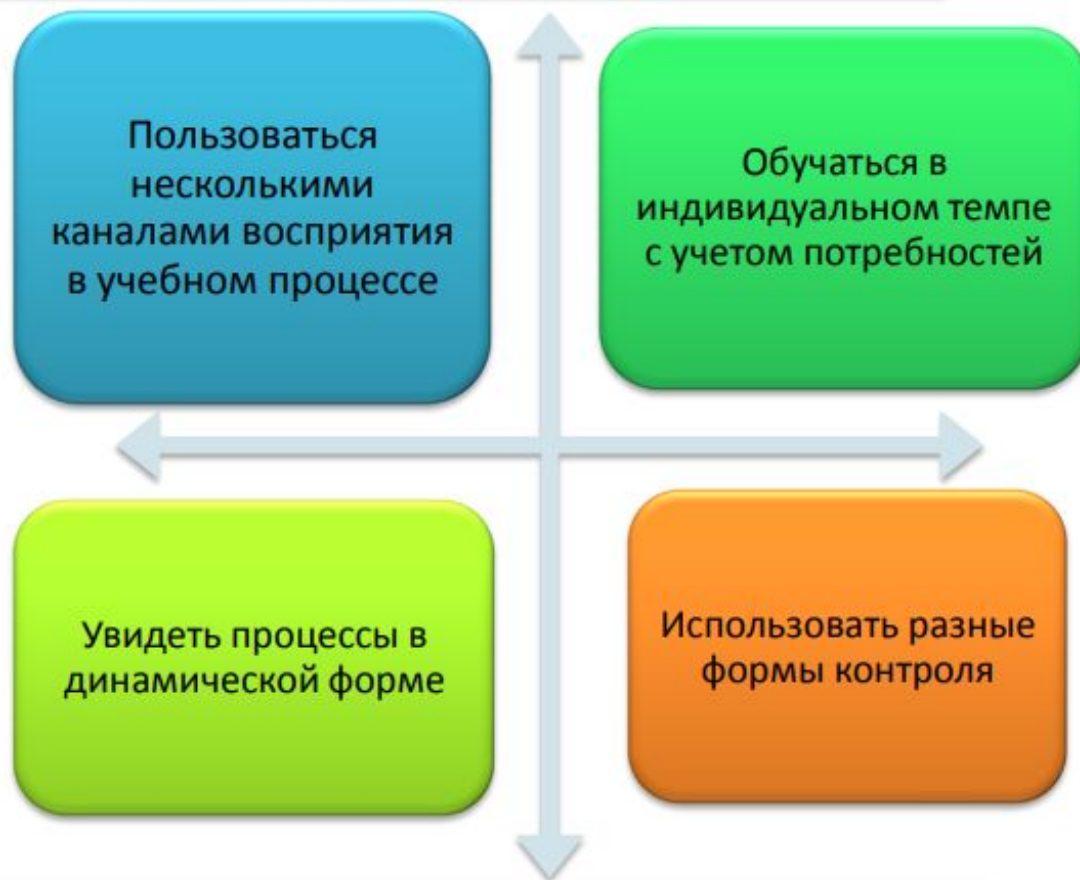 Пользоваться
несколькими
каналами восприятия
в учебном процессе
Обучаться в
индивидуальном темпе
с учетом потребностей
Увидеть процессы в
динамической форме
Использовать разные
формы контроля